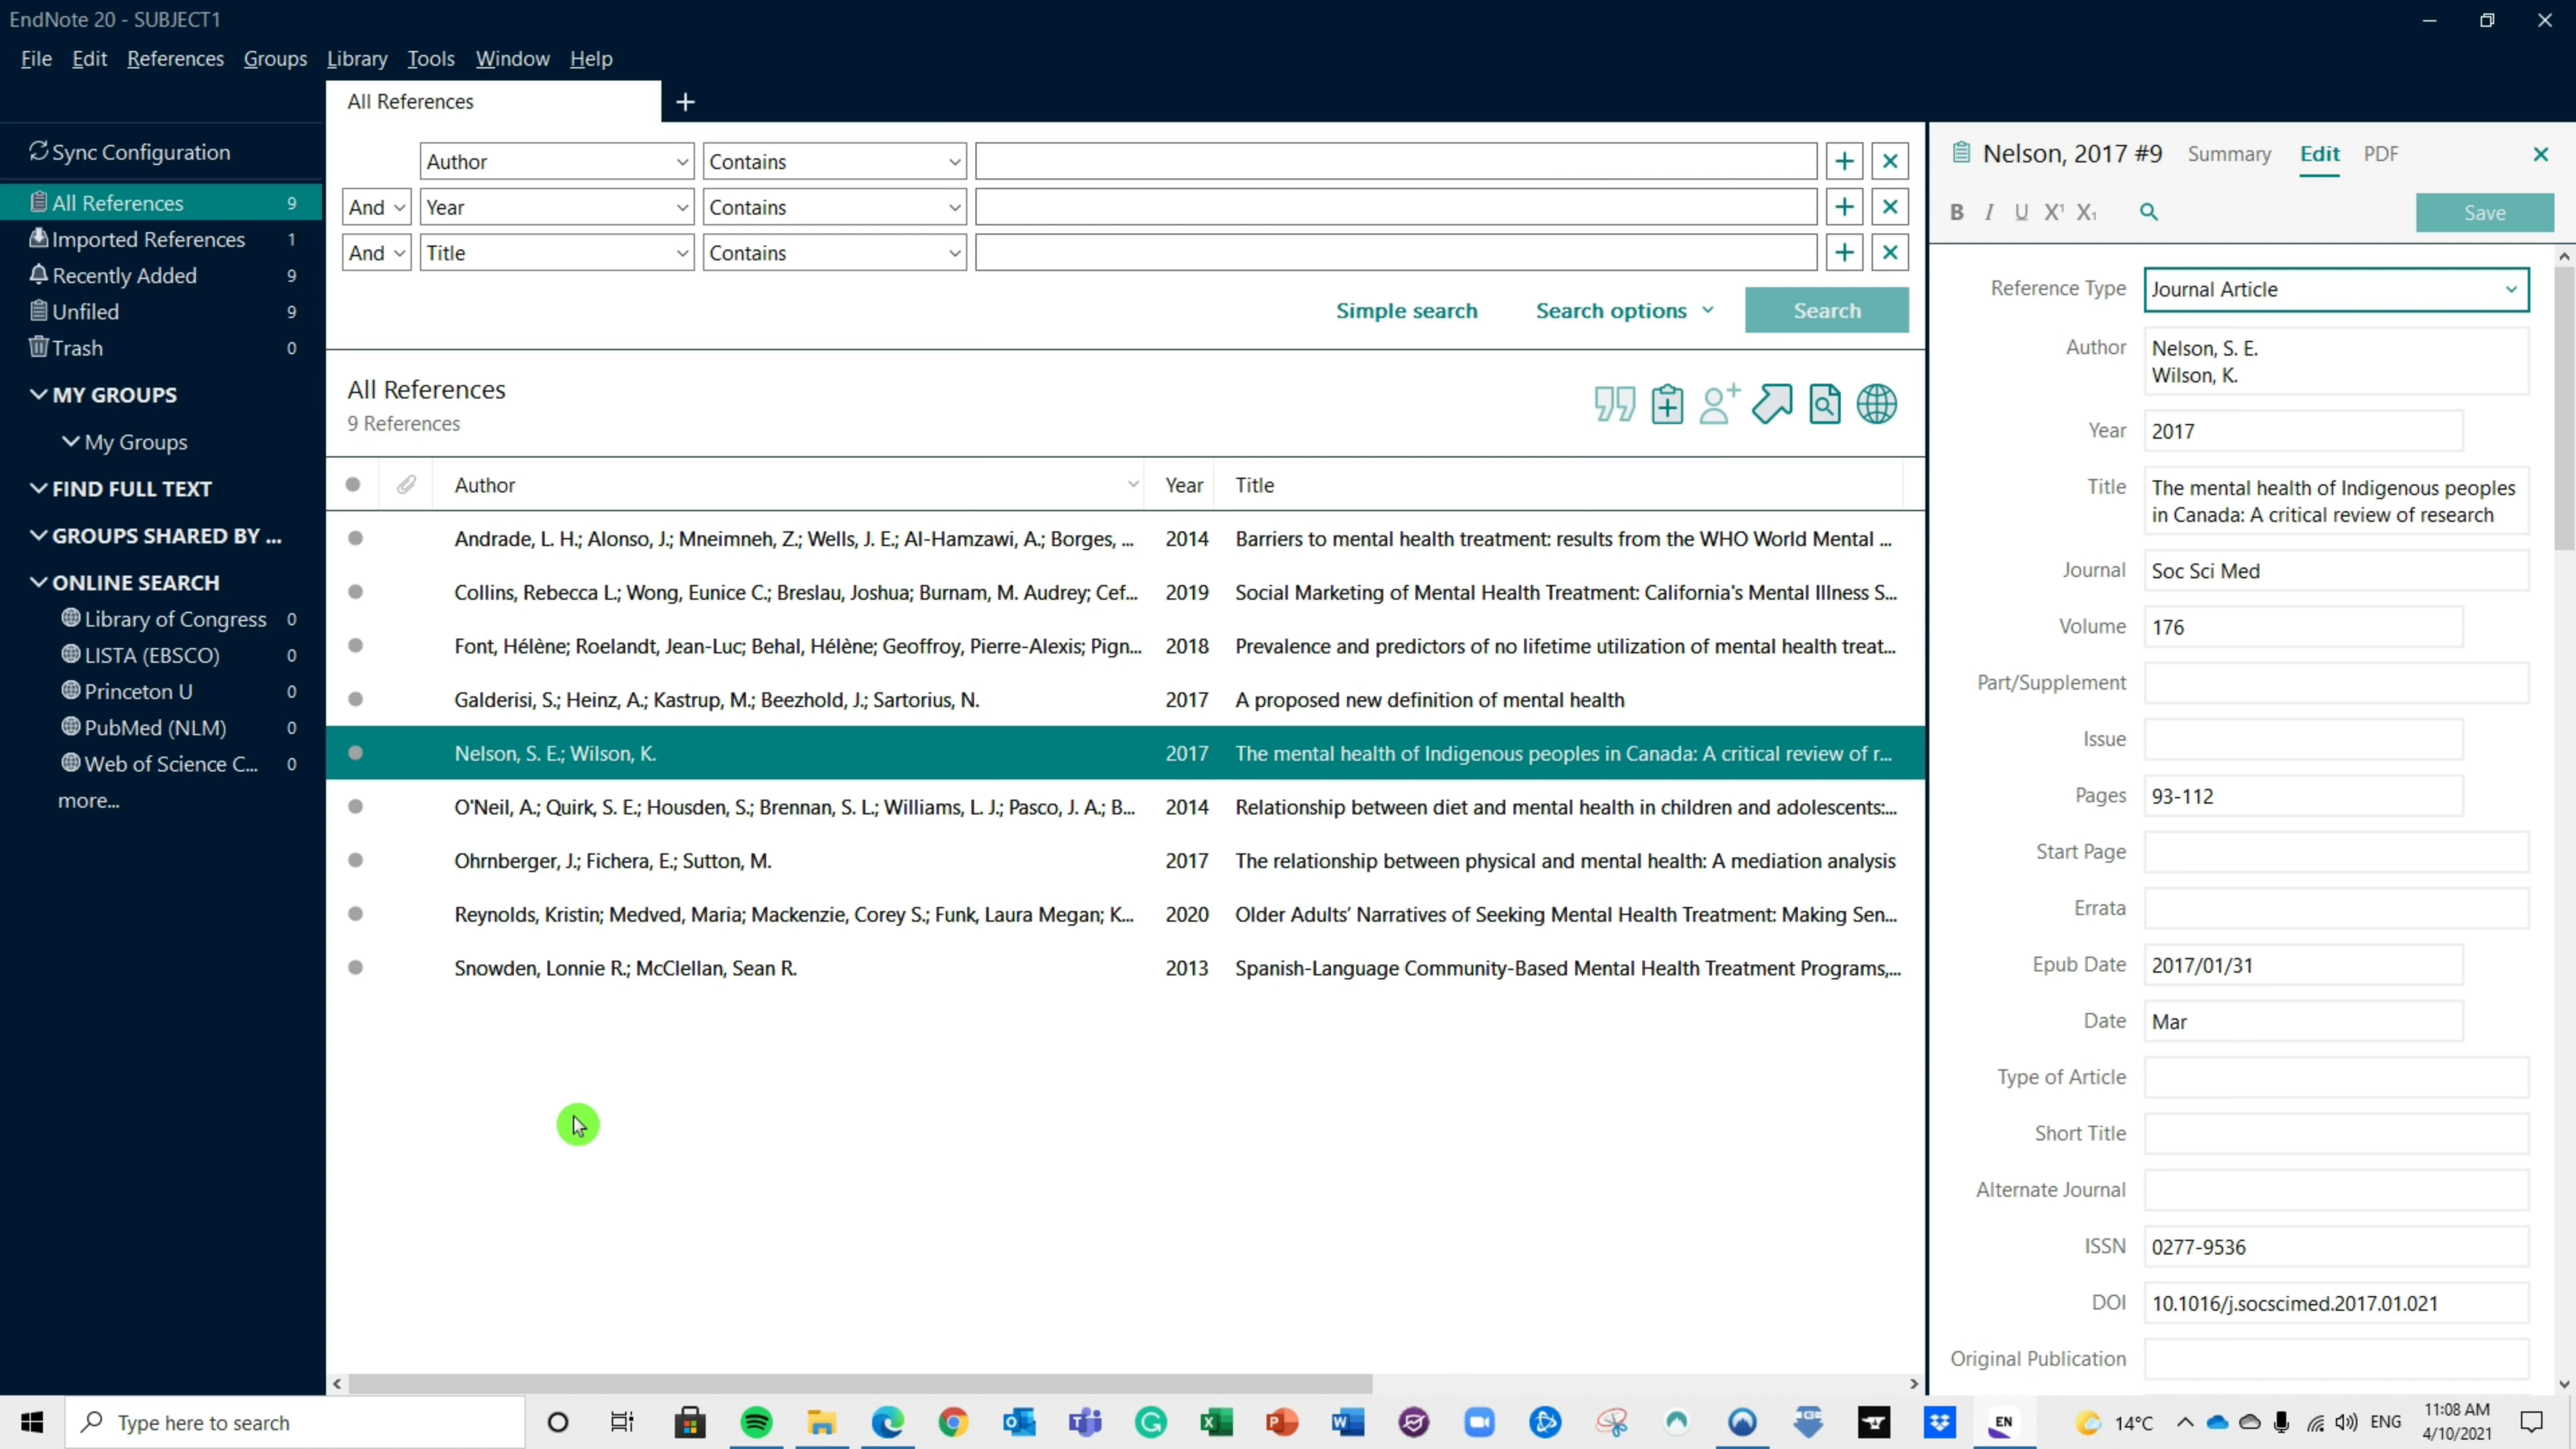 EndNote 20 - SUBJECT1
File Edit References Groups Library Tools Window Help
All References
Sync Configuration
All References 9
Imported References 1
Recently Added 9
Unfiled 9
Trash 0
MY GROUPS
My Groups
FIND FULL TEXT
GROUPS SHARED BY ...
ONLINE SEARCH
Library of Congress 0
LISTA (EBSCO) 0
Princeton U 0
PubMed (NLM) 0
Web of Science C... 0
more...
Author Contains
And Year Contains
And Title Contains
Simple search Search options Search
All References
9 References
Author Year Title
Andrade, L. H.; Alonso, J.; Mneimneh, Z.; Wells, J. E.; Al-Hamzawi, A.; Borges, ... 2014 Barriers to mental health treatment: results from the WHO World Mental ...
Collins, Rebecca L.; Wong, Eunice C.; Breslau, Joshua; Burnam, M. Audrey; Cef... 2019 Social Marketing of Mental Health Treatment: California's Mental Illness S...
Font, Hélène; Roelandt, Jean-Luc; Behal, Hélène; Geoffroy, Pierre-Alexis; Pign... 2018 Prevalence and predictors of no lifetime utilization of mental health treat...
Galderisi, S.; Heinz, A.; Kastrup, M.; Beezhold, J.; Sartorius, N. 2017 A proposed new definition of mental health
Nelson, S. E.; Wilson, K. 2017 The mental health of Indigenous peoples in Canada: A critical review of r...
O'Neil, A.; Quirk, S. E.; Housden, S.; Brennan, S. L.; Williams, L. J.; Pasco, J. A.; B... 2014 Relationship between diet and mental health in children and adolescents:...
Ohrnberger, J.; Fichera, E.; Sutton, M. 2017 The relationship between physical and mental health: A mediation analysis
Reynolds, Kristin; Medved, Maria; Mackenzie, Corey S.; Funk, Laura Megan; K... 2020 Older Adults' Narratives of Seeking Mental Health Treatment: Making Sen...
Snowden, Lonnie R.; McClellan, Sean R. 2013 Spanish-Language Community-Based Mental Health Treatment Programs,...
Nelson, 2017 #9 Summary Edit PDF
B I U X¹ X₁ Save
Reference Type Journal Article
Author Nelson, S. E.
Wilson, K.
Year 2017
Title The mental health of Indigenous peoples
in Canada: A critical review of research
Journal Soc Sci Med
Volume 176
Part/Supplement
Issue
Pages 93-112
Start Page
Errata
Epub Date 2017/01/31
Date Mar
Type of Article
Short Title
Alternate Journal
ISSN 0277-9536
DOI 10.1016/j.socscimed.2017.01.021
Original Publication
Type here to search
EN
14°C ENG 11:08 AM
4/10/2021